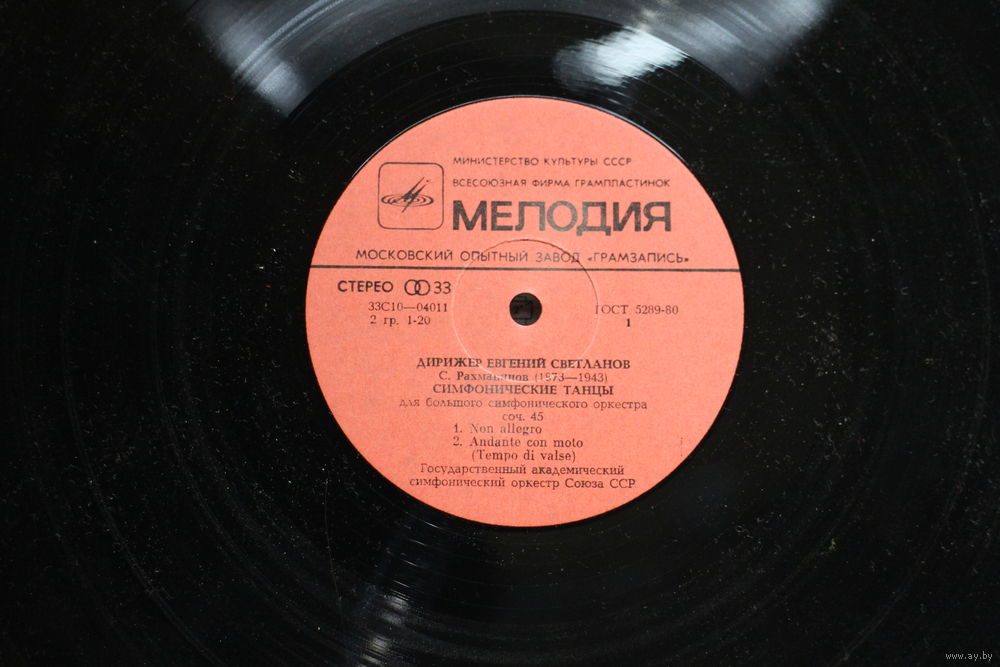 МИНИСТЕРСТВО КУЛЬТУРЫ СССР
ВСЕСОЮЗНАЯ ФИРМА ГРАМПЛАСТИНОК
МЕЛОДИЯ
МОСКОВСКИЙ ОПЫТНЫЙ ЗАВОД «ГРАМЗАПИСЬ»
СТЕРЕО 33
33С10—04011
2 гр. 1-20
ГОСТ 5289-80
1
ДИРИЖЕР ЕВГЕНИЙ СВЕТЛАНОВ
С. Рахманинов (1873—1943)
СИМФОНИЧЕСКИЕ ТАНЦЫ
для большого симфонического оркестра
соч. 45
1. Non allegro
2. Andante con moto
(Tempo di valse)
Государственный академический
симфонический оркестр Союза ССР
www.ay.by